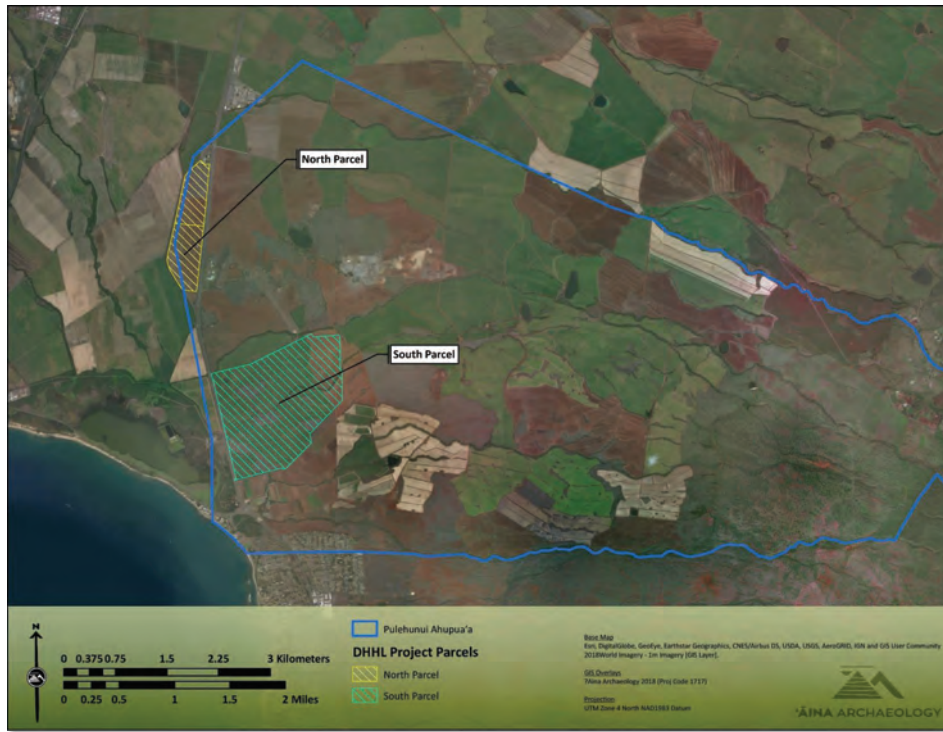 North Parcel
South Parcel
N
Pulehunui Ahupua'a
DHHL Project Parcels
North Parcel
South Parcel
0 0.375 0.75 1.5 2.25 3 Kilometers
0 0.25 0.5 1 1.5 2 Miles
Base Map
Esri, DigitalGlobe, GeoEye, Earthstar Geographics, CNES/Airbus DS, USDA, USGS, AeroGRID, IGN and GIS User Community
2018World Imagery - 1m Imagery [GIS Layer].
GIS Overlays
?Aina Archaeology 2018 (Proj Code 1717)
Projection
UTM Zone 4 North NAD1983 Datum
ʻĀINA ARCHAEOLOGY